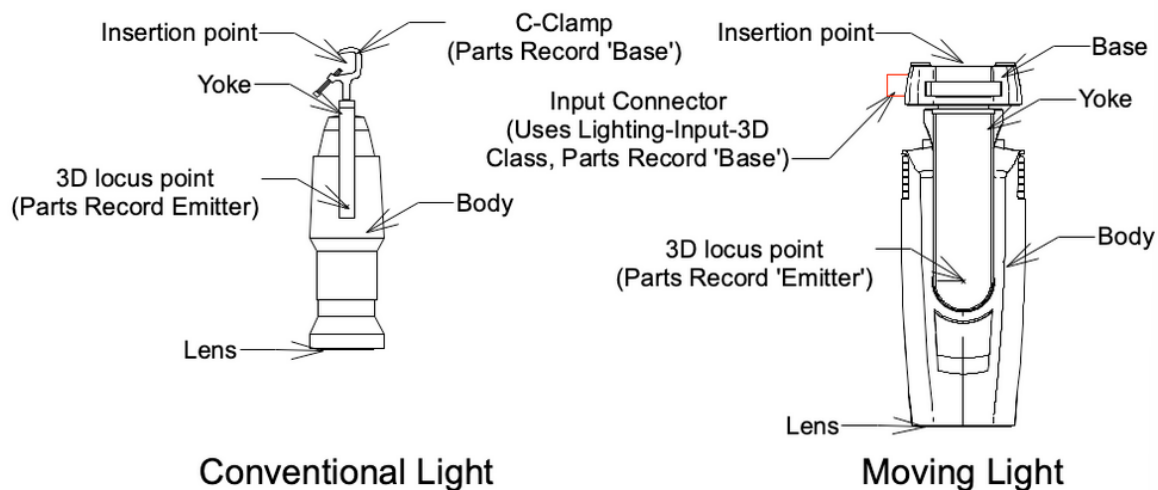 Insertion point
C-Clamp
(Parts Record 'Base')
Yoke
3D locus point
(Parts Record Emitter)
Body
Lens
Conventional Light
Insertion point
Base
Input Connector
(Uses Lighting-Input-3D
Class, Parts Record 'Base')
Yoke
3D locus point
(Parts Record 'Emitter')
Body
Lens
Moving Light